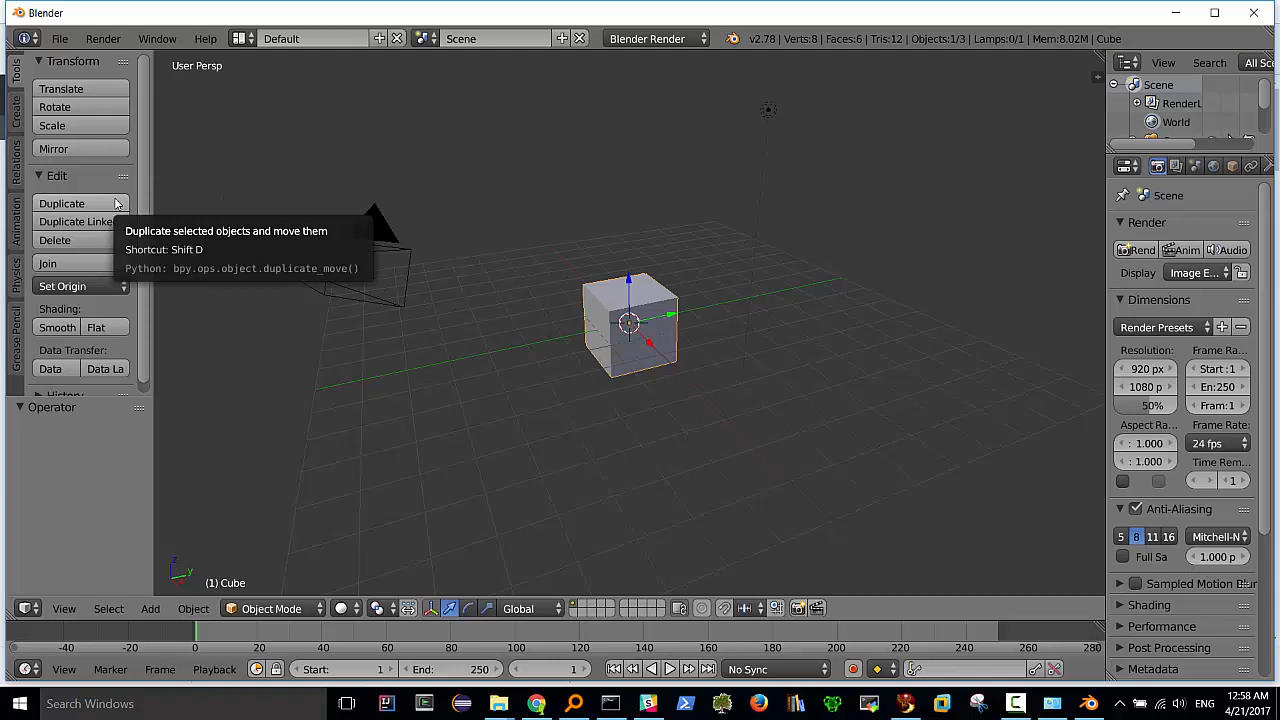 Blender
File Render Window Help Default Scene Blender Render v2.78 | Verts:8 | Faces:6 | Tris:12 | Objects:1/3 | Lamps:0/1 | Mem:8.02M | Cube
Tools
Create
Relations
Animation
Physics
Grease Pencil
Transform
Translate
Rotate
Scale
Mirror
Edit
Duplicate
Duplicate Linke
Delete
Join
Set Origin
Shading:
Smooth Flat
Data Transfer:
Data Data La
History
Operator
Duplicate selected objects and move them
Shortcut: Shift D
Python: bpy.ops.object.duplicate_move()
User Persp
z
y
(1) Cube
View Search All Sc
Scene
RenderL
World
Scene
Render
Rend Anim Audio
Display Image E...
Dimensions
Render Presets
Resolution: Frame Ra...
920 px Start :1
1080 p En:250
50% Fram:1
Aspect Ra... Frame Rate:
: 1.000 24 fps
: 1.000 Time Rem...
1
Anti-Aliasing
5 8 11 16 Mitchell-N
Full Sa 1.000 p
Sampled Motion Blur
Shading
Performance
Post Processing
Metadata
View Select Add Object Object Mode Global
-40 -20 0 20 40 60 80 100 120 140 160 180 200 220 240 260 280
View Marker Frame Playback Start: 1 End: 250 1 No Sync
Search Windows
ENG
12:58 AM
4/21/2017